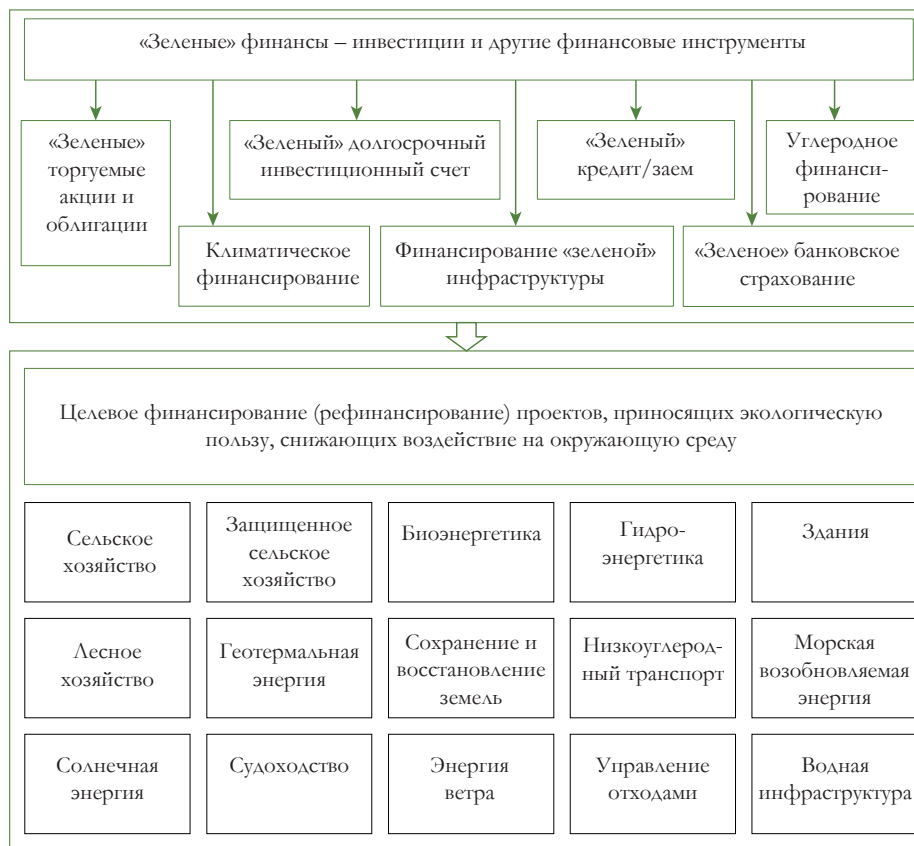 «Зеленые» финансы – инвестиции и другие финансовые инструменты
«Зеленые»
торгуемые
акции и
облигации
«Зеленый» долгосрочный
инвестиционный счет
«Зеленый»
кредит/заем
Углеродное
финанси-
рование
Климатическое
финансирование
Финансирование «зеленой»
инфраструктуры
«Зеленое» банковское
страхование
Целевое финансирование (рефинансирование) проектов, приносящих экологическую
пользу, снижающих воздействие на окружающую среду
Сельское
хозяйство
Защищенное
сельское
хозяйство
Биоэнергетика
Гидро-
энергетика
Здания
Лесное
хозяйство
Геотермальная
энергия
Сохранение и
восстановление
земель
Низкоуглерод-
ный транспорт
Морская
возобновляемая
энергия
Солнечная
энергия
Судоходство
Энергия
ветра
Управление
отходами
Водная
инфраструктура